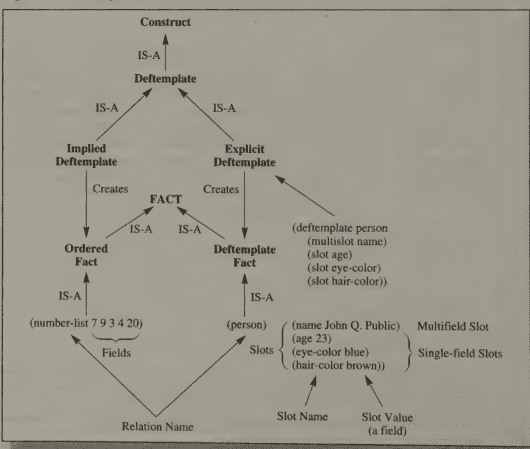 Construct
IS-A
Deftemplate
IS-A
IS-A
Implied
Deftemplate
Explicit
Deftemplate
Creates
FACT
Creates
IS-A
IS-A
Ordered
Fact
Deftemplate
Fact
(deftemplate person
(multislot name)
(slot age)
(slot eye-color)
(slot hair-color))
IS-A
IS-A
(number-list 7 9 3 4 20)
Fields
(person)
Slots
(name John Q. Public)
(age 23)
(eye-color blue)
(hair-color brown))
Multifield Slot
Single-field Slots
Relation Name
Slot Name
Slot Value
(a field)